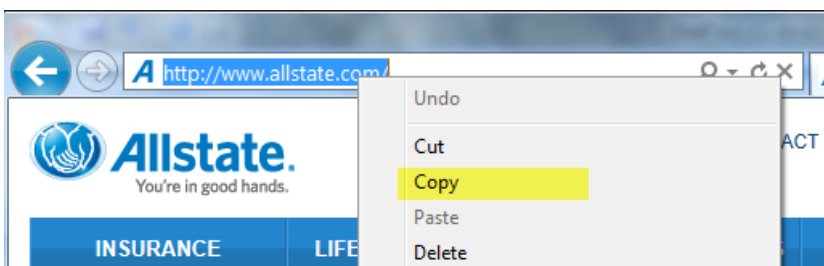 http://www.allstate.com/
Undo
Cut
ACT
Allstate.
Copy
You're in good hands.
Paste
INSURANCE
LIFE
Delete